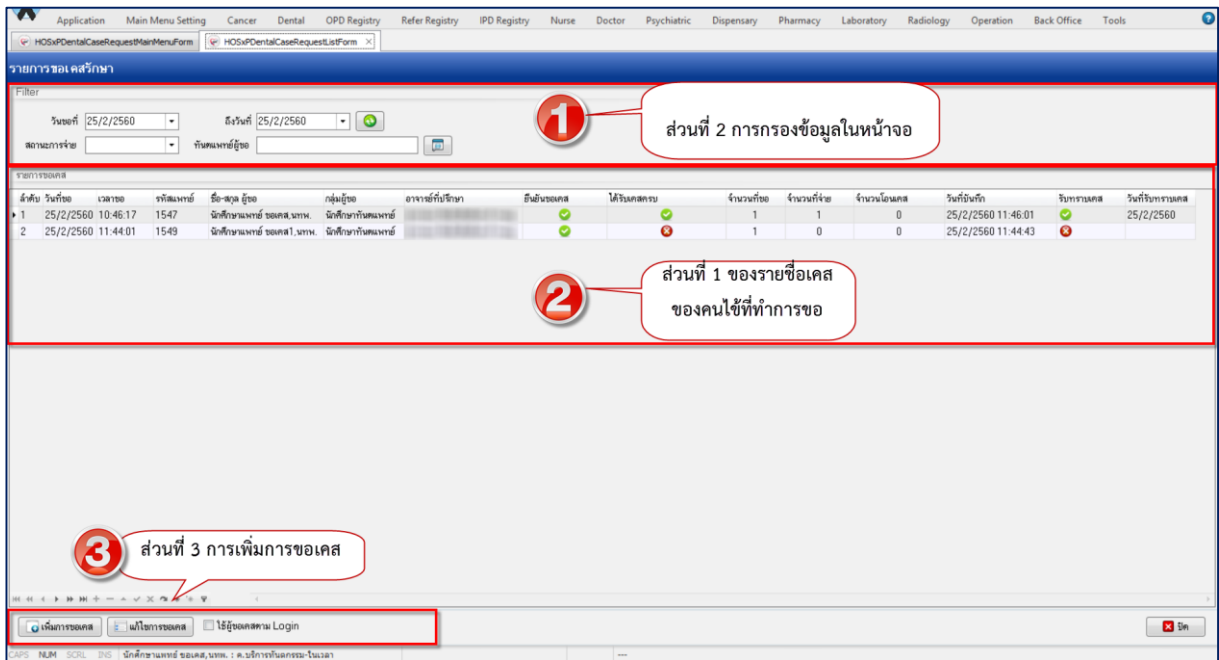 Application Main Menu Setting Cancer Dental OPD Registry Refer Registry IPD Registry Nurse Doctor Psychiatric Dispensary Pharmacy Laboratory Radiology Operation Back Office Tools
HOSxPDentalCaseRequestMainMenuForm HOSxPDentalCaseRequestListForm
รายการขอเคสรักษา
Filter
วันขอที่ 25/2/2560 ถึงวันที่ 25/2/2560
1
ส่วนที่ 2 การกรองข้อมูลในหน้าจอ
สถานะการจ่าย ทันตแพทย์ผู้ขอ
รายการขอเคส
ลำดับ วันที่ขอ เวลาขอ รหัสแพทย์ ชื่อ-สกุล ผู้ขอ กลุ่มผู้ขอ อาจารย์ที่ปรึกษา ยืนยันขอเคส ได้รับเคสครบ จำนวนที่ขอ จำนวนที่จ่าย จำนวนโอนเคส วันที่บันทึก รับทราบเคส วันที่รับทราบเคส
1 25/2/2560 10:46:17 1547 นักศึกษาแพทย์ ขอเคส,นทพ. นักศึกษาทันตแพทย์ 1 1 0 25/2/2560 11:46:01 25/2/2560
2 25/2/2560 11:44:01 1549 นักศึกษาแพทย์ ขอเคส1,นทพ. นักศึกษาทันตแพทย์ 1 0 0 25/2/2560 11:44:43
2
ส่วนที่ 1 ของรายชื่อเคส
ของคนไข้ที่ทำการขอ
3
ส่วนที่ 3 การเพิ่มการขอเคส
เพิ่มการขอเคส แก้ไขการขอเคส ใช้ผู้ขอเคสตาม Login ปิด
CAPS NUM SCRL INS นักศึกษาแพทย์ ขอเคส,นทพ. : ค.บริการทันตกรรม-ในเวลา ---